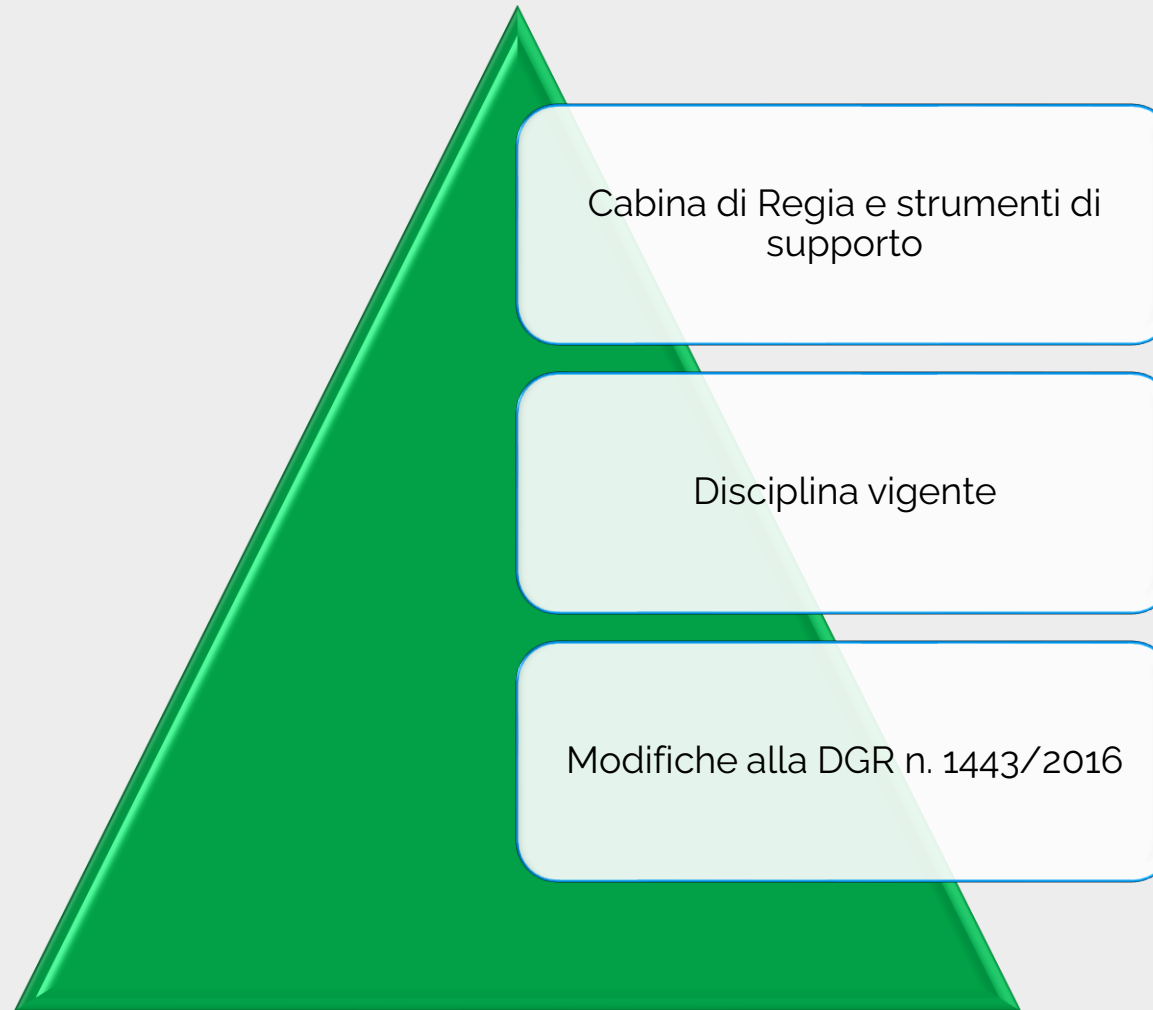 Cabina di Regia e strumenti di
supporto
Disciplina vigente
Modifiche alla DGR n. 1443/2016